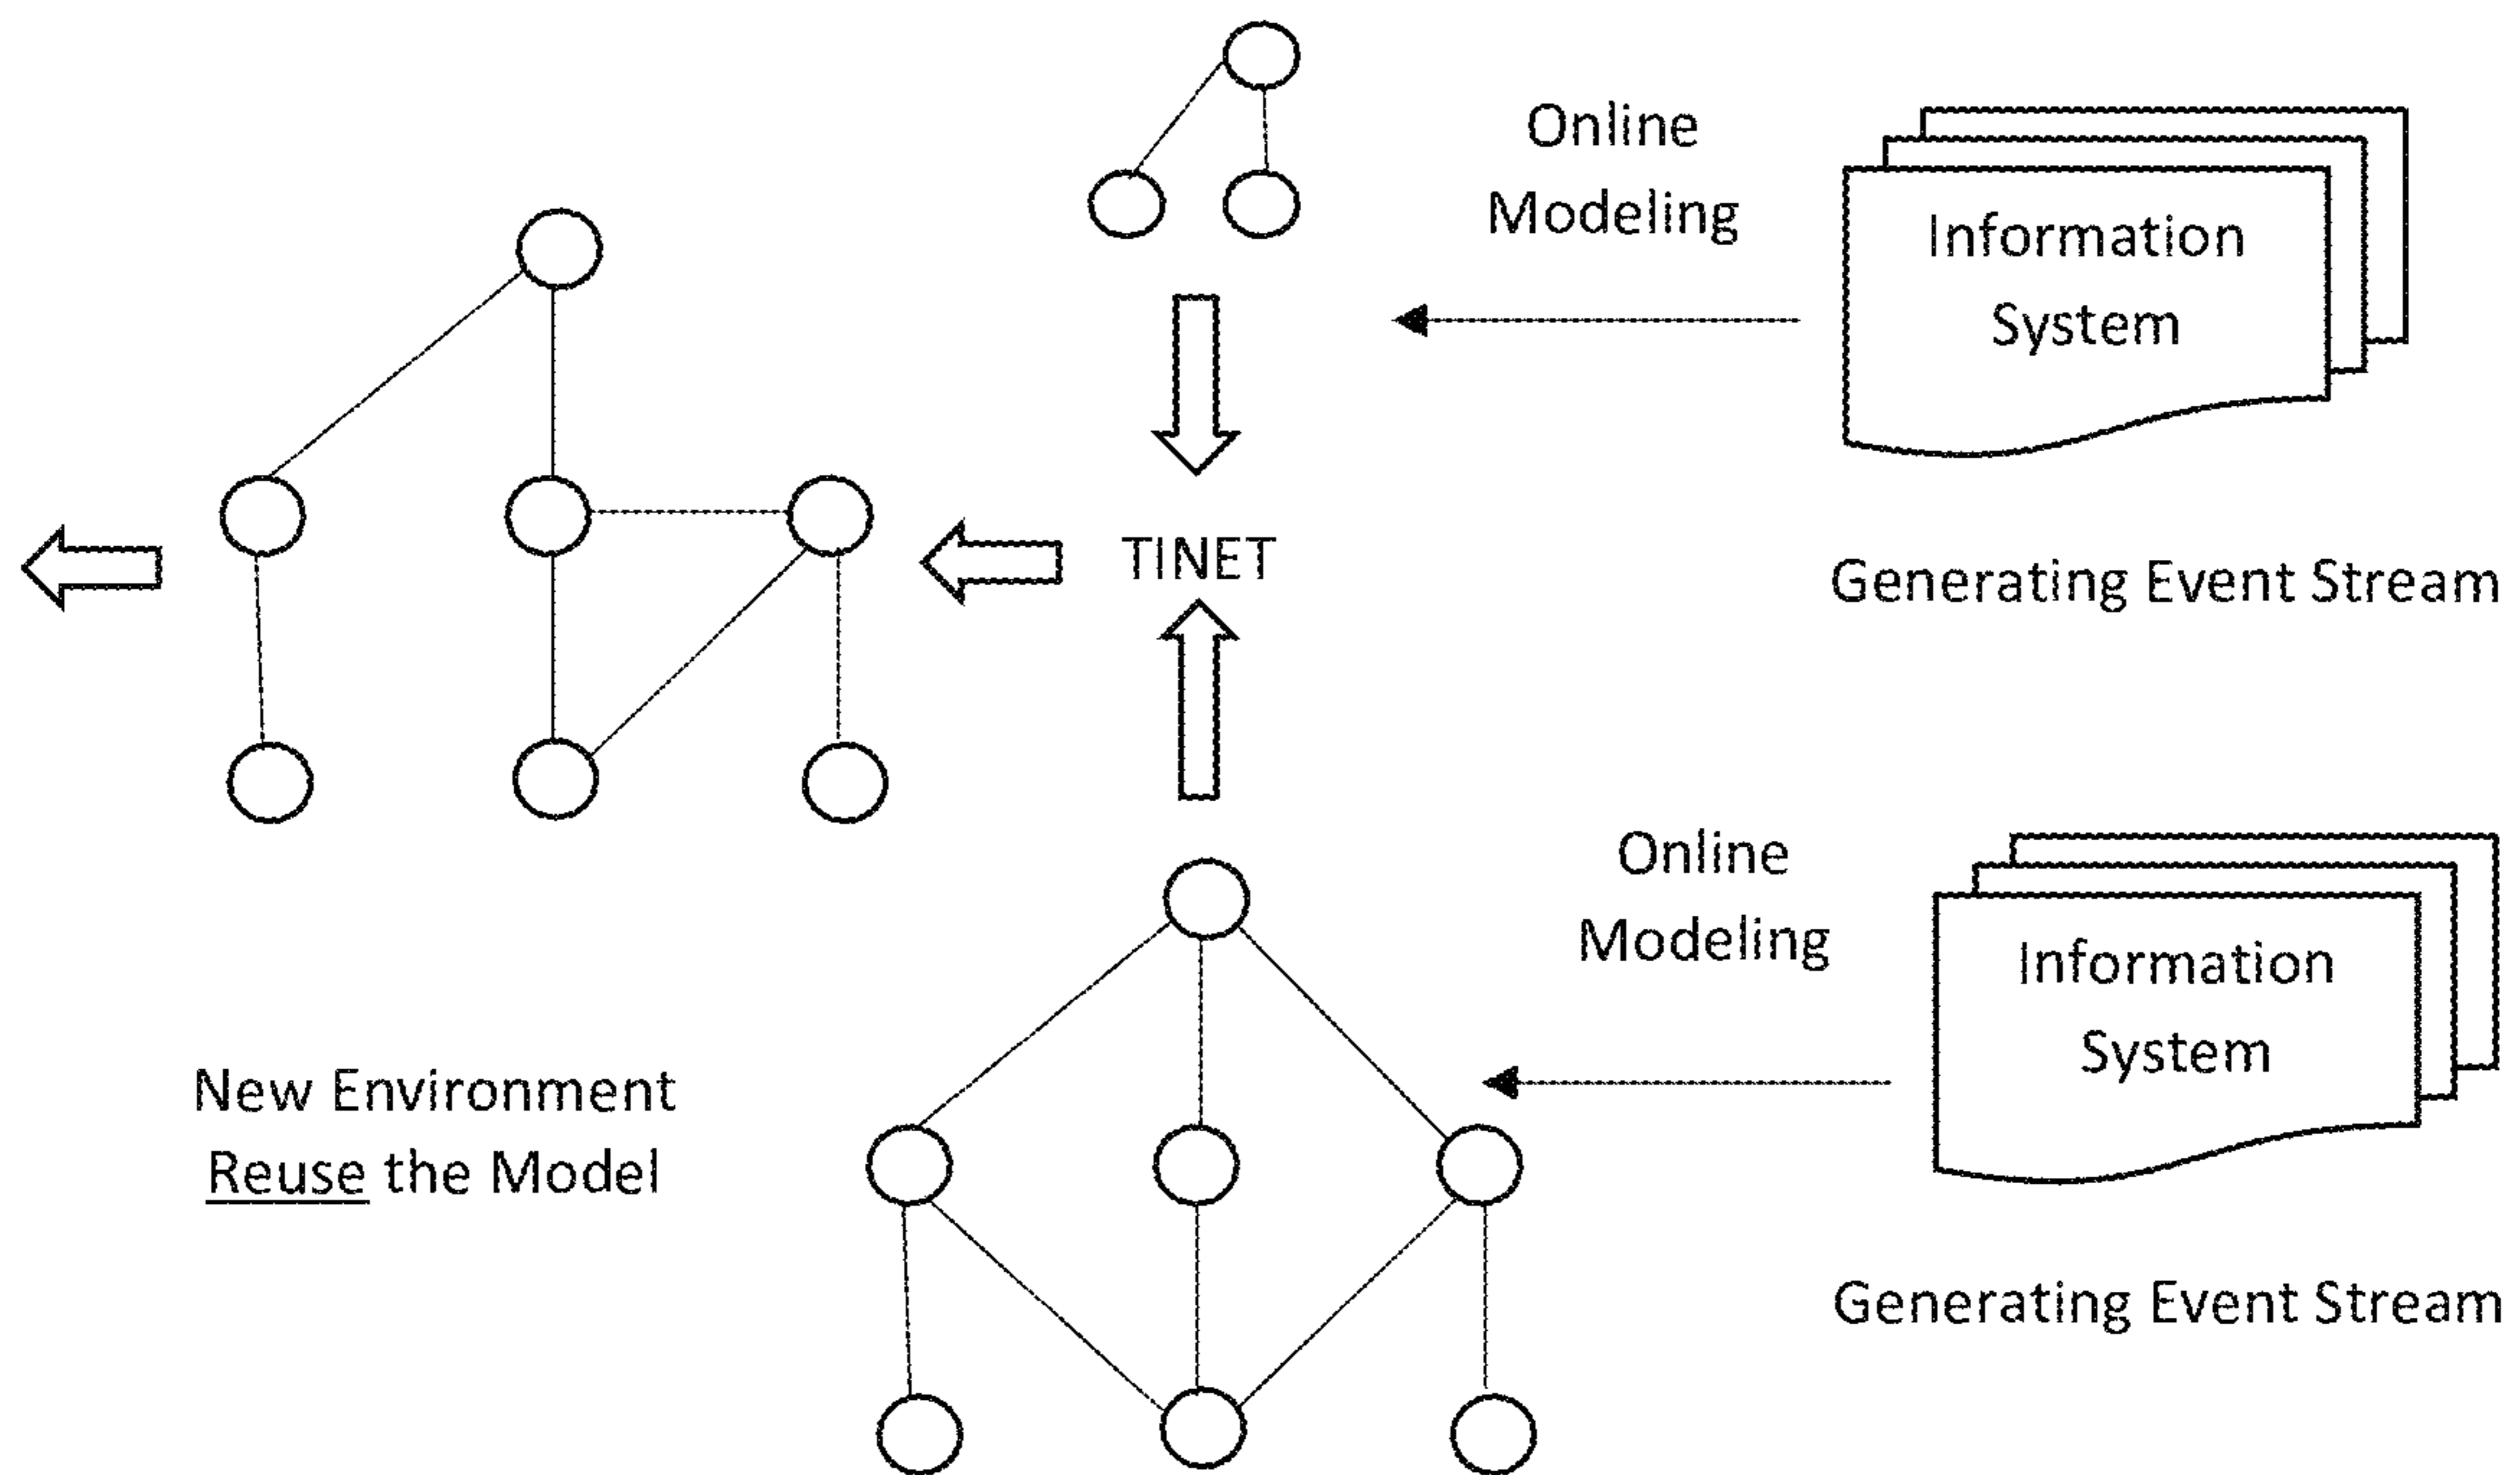 Online
Modeling
Information
System
TINET
Generating Event Stream
Online
Modeling
Information
System
New Environment
Reuse the Model
Generating Event Stream